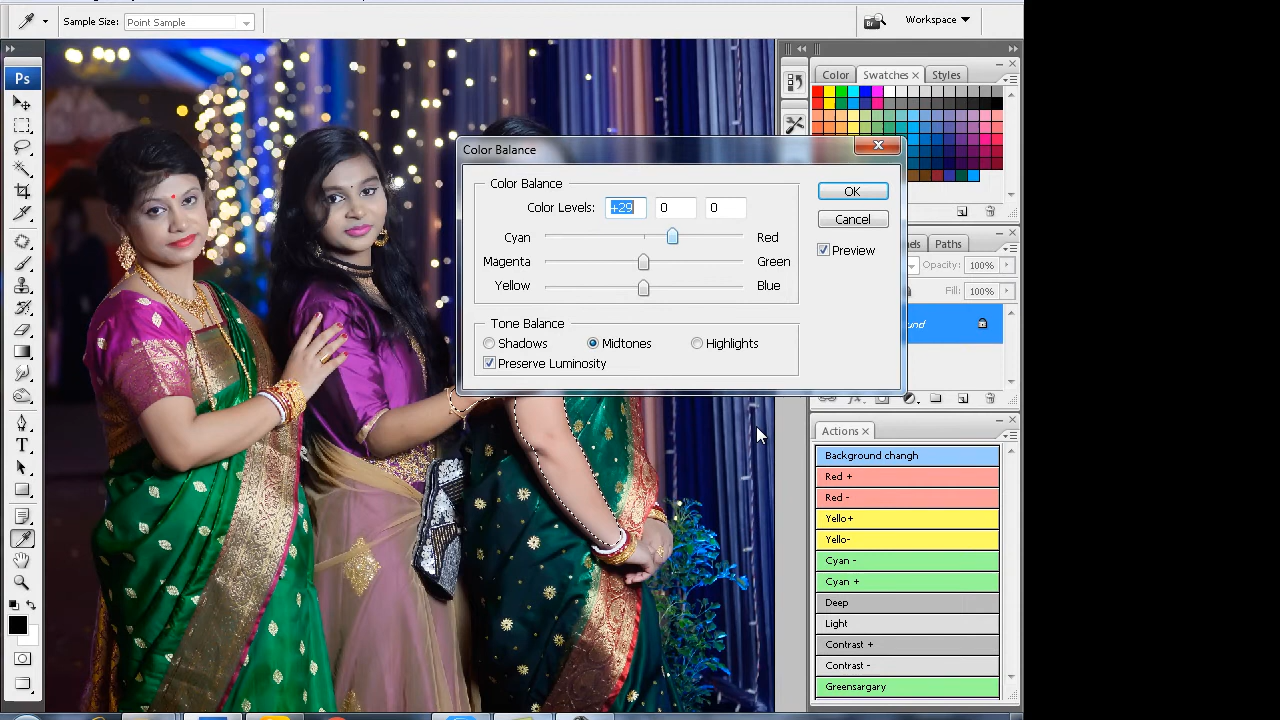 Sample Size: Point Sample
Workspace
Br
Ps
Color
Swatches
Styles
Color Balance
Color Balance
OK
Color Levels: +29 0 0
Cancel
Cyan Red
Preview
Magenta Green
Yellow Blue
Paths
Opacity: 100%
Fill: 100%
Tone Balance
Shadows Midtones Highlights
Preserve Luminosity
Actions
Background changh
Red +
Red -
Yello+
Yello-
Cyan -
Cyan +
Deep
Light
Contrast +
Contrast -
Greensargary